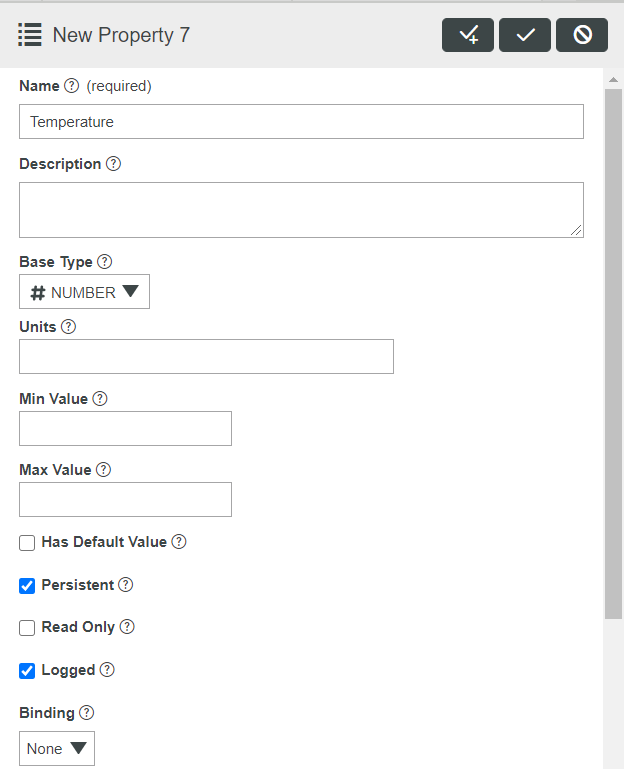 New Property 7
Name ? (required)
Temperature
Description ?
Base Type ?
# NUMBER
Units ?
Min Value ?
Max Value ?
Has Default Value ?
Persistent ?
Read Only ?
Logged ?
Binding ?
None